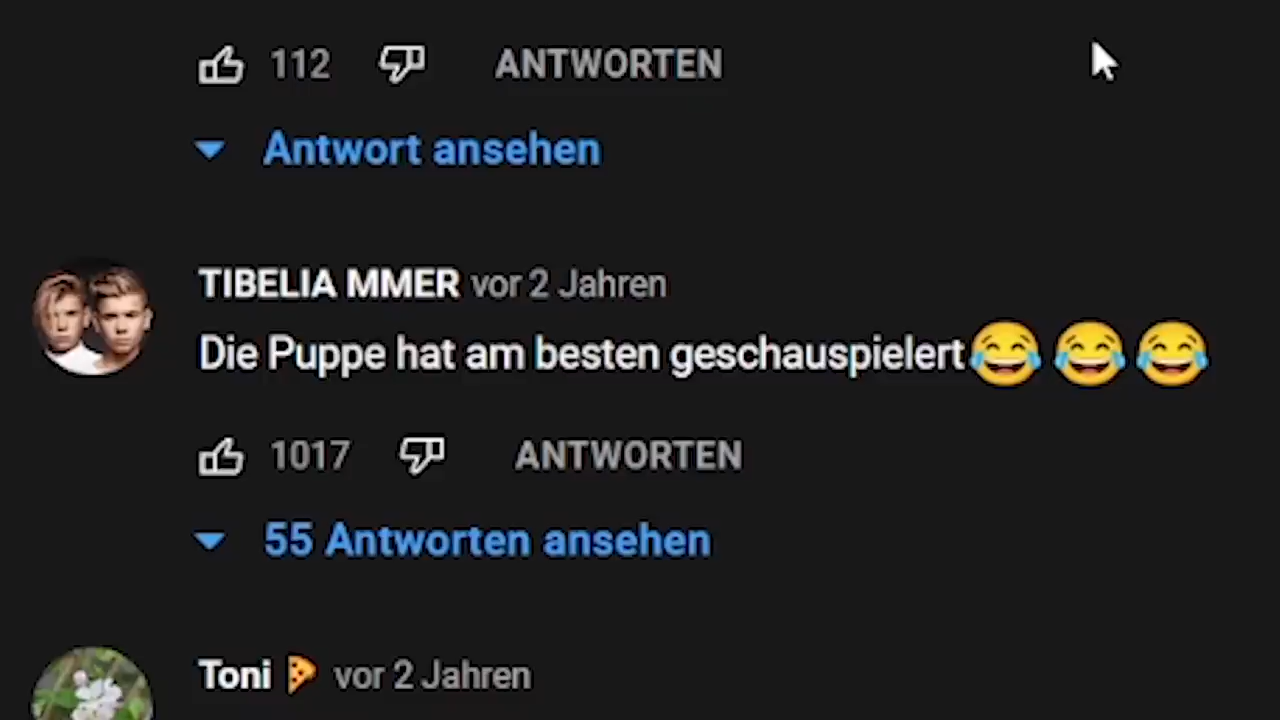 112 ANTWORTEN
Antwort ansehen
TIBELIA MMER vor 2 Jahren
Die Puppe hat am besten geschauspielert😂😂😂
1017 ANTWORTEN
55 Antworten ansehen
Toni 🍕 vor 2 Jahren